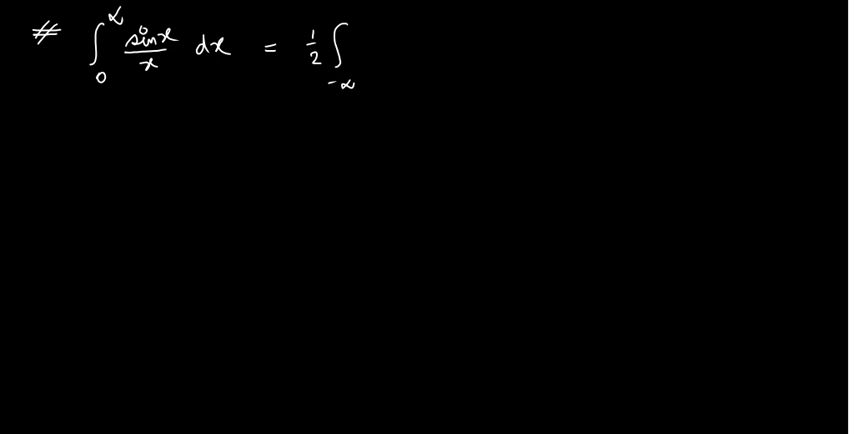 # ∫₀^∞ sinx/x dx = 1/2 ∫_-∞